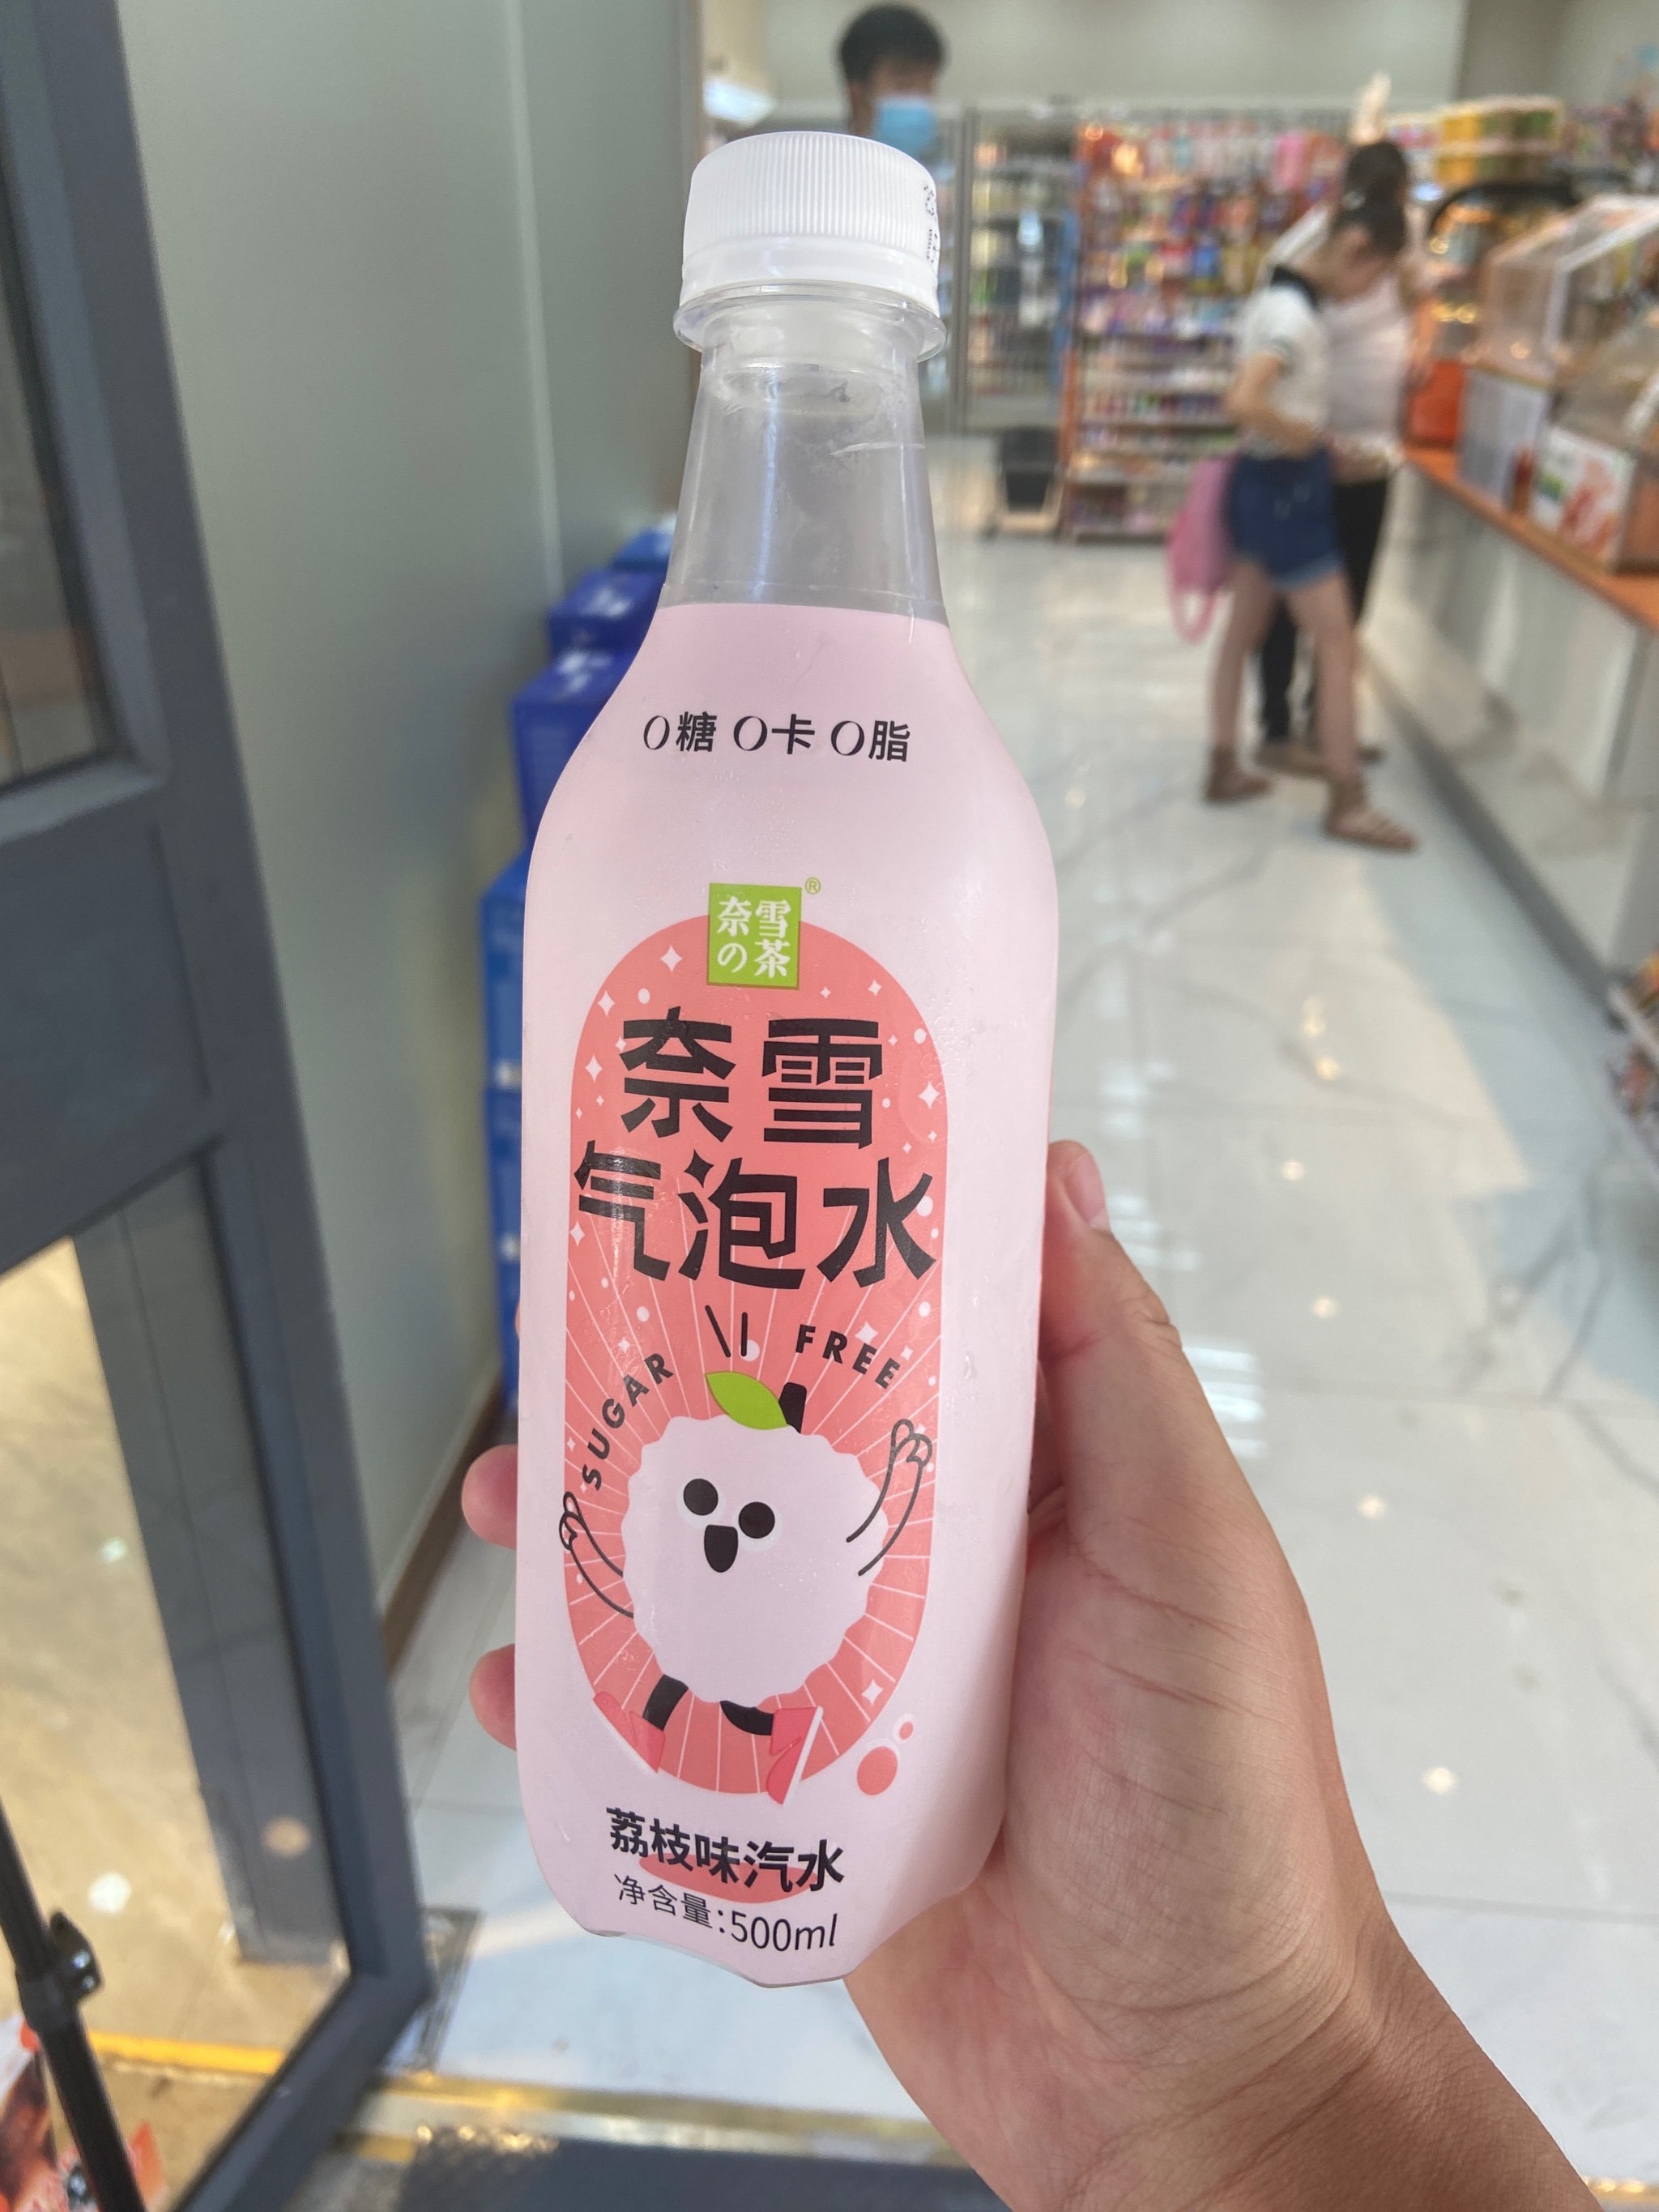 0糖 0卡 0脂
奈雪
の茶
®
奈雪
气泡水
SUGAR FREE
荔枝味汽水
净含量:500ml